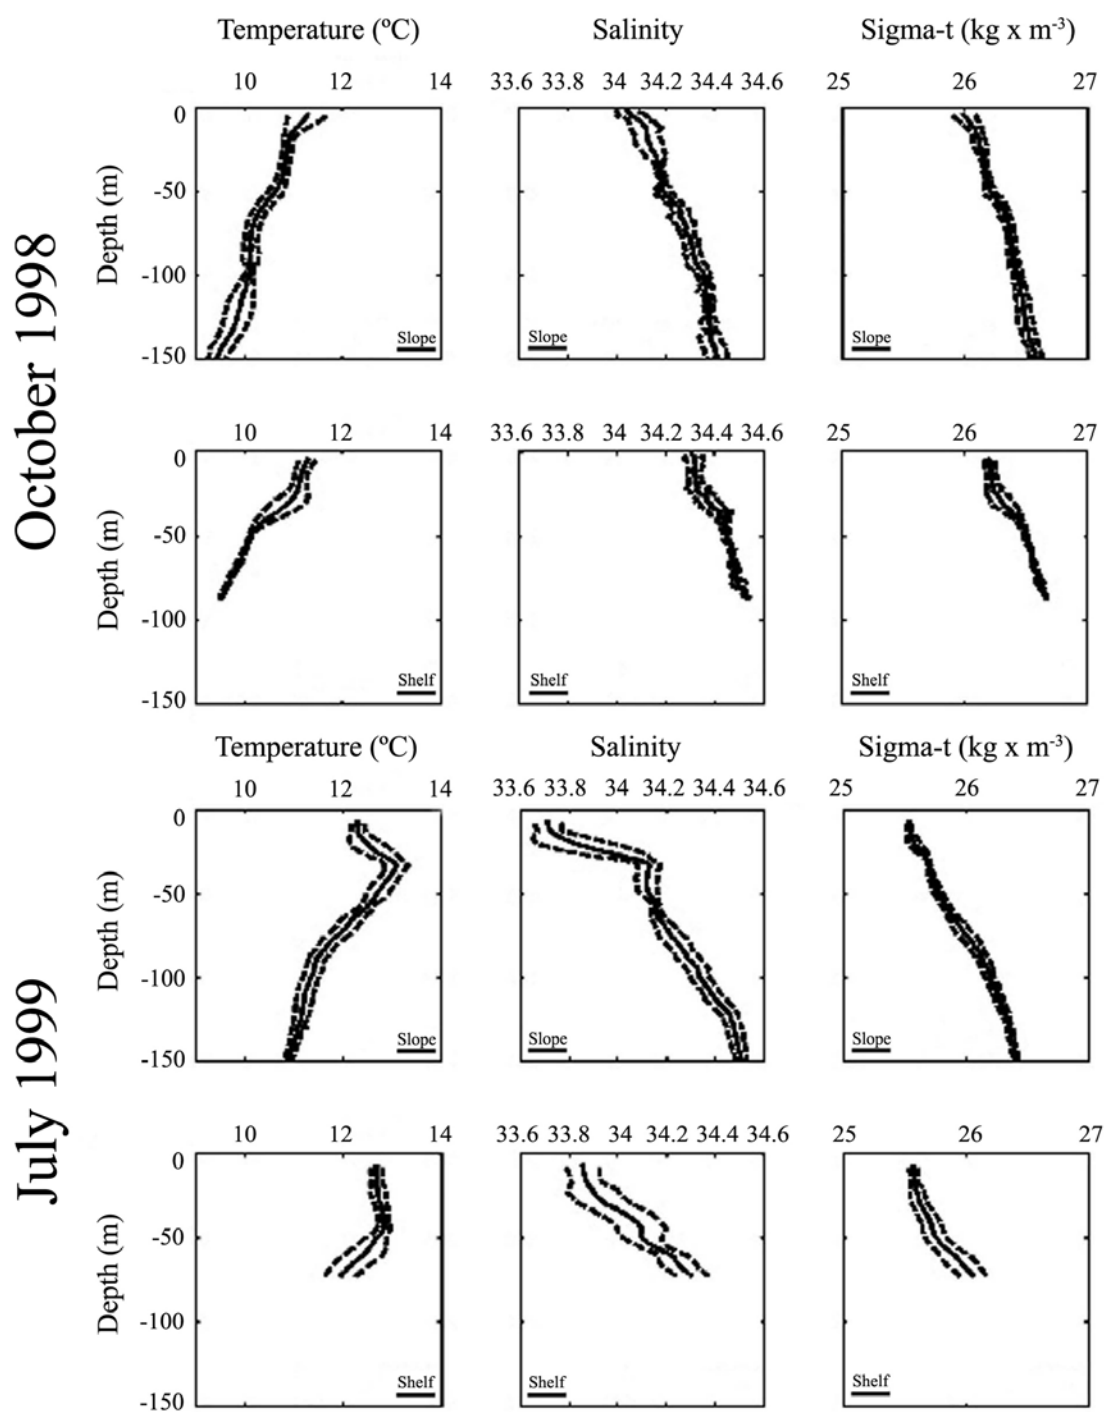 October 1998
Temperature (ºC) Salinity Sigma-t (kg x m-3)
10 12 14 33.6 33.8 34 34.2 34.4 34.6 25 26 27
0
-50
-100
-150
Depth (m)
Slope Slope Slope
10 12 14 33.6 33.8 34 34.2 34.4 34.6 25 26 27
0
-50
-100
-150
Depth (m)
Shelf Shelf Shelf
July 1999
Temperature (ºC) Salinity Sigma-t (kg x m-3)
10 12 14 33.6 33.8 34 34.2 34.4 34.6 25 26 27
0
-50
-100
-150
Depth (m)
Slope Slope Slope
10 12 14 33.6 33.8 34 34.2 34.4 34.6 25 26 27
0
-50
-100
-150
Depth (m)
Shelf Shelf Shelf